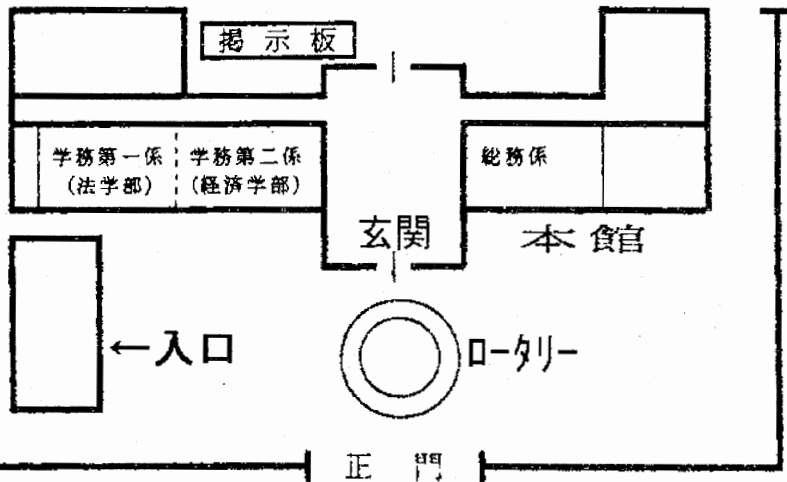 掲示板
学務第一係
(法学部)
学務第二係
(経済学部)
総務係
玄関
本館
←入口
ロータリー
正門